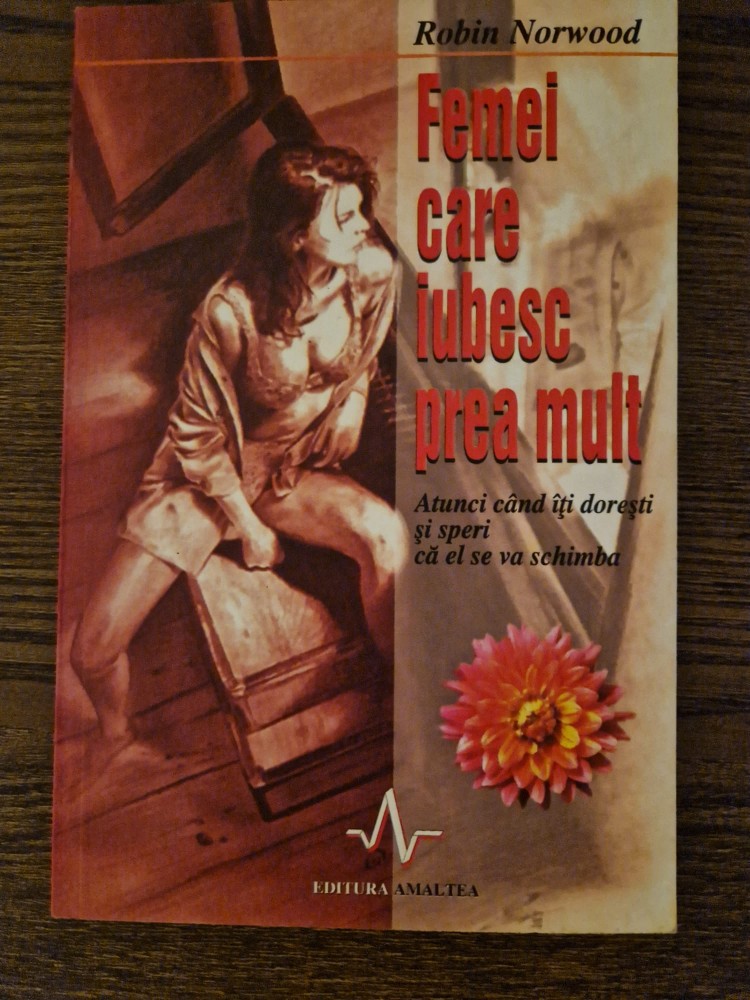 Robin Norwood
Femei
care
iubesc
prea mult
Atunci când îţi doreşti
şi speri
că el se va schimba
EDITURA AMALTEA